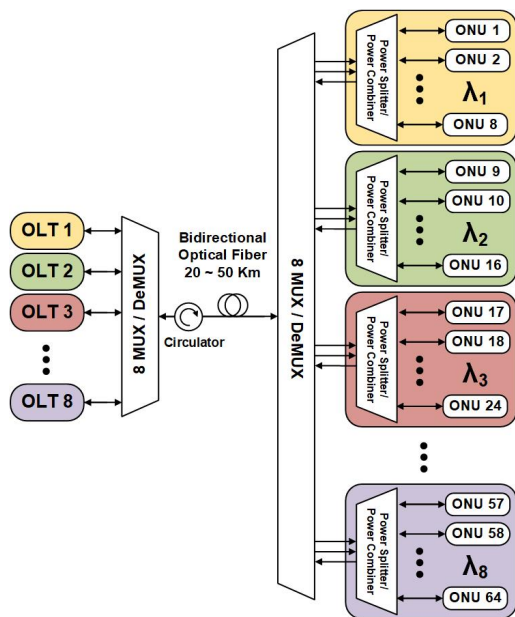 OLT 1
OLT 2
OLT 3
OLT 8
8 MUX / DeMUX
Circulator
Bidirectional
Optical Fiber
20 ~ 50 Km
8 MUX / DeMUX
Power Splitter/
Power Combiner
ONU 1
ONU 2
λ1
ONU 8
Power Splitter/
Power Combiner
ONU 9
ONU 10
λ2
ONU 16
Power Splitter/
Power Combiner
ONU 17
ONU 18
λ3
ONU 24
Power Splitter/
Power Combiner
ONU 57
ONU 58
λ8
ONU 64